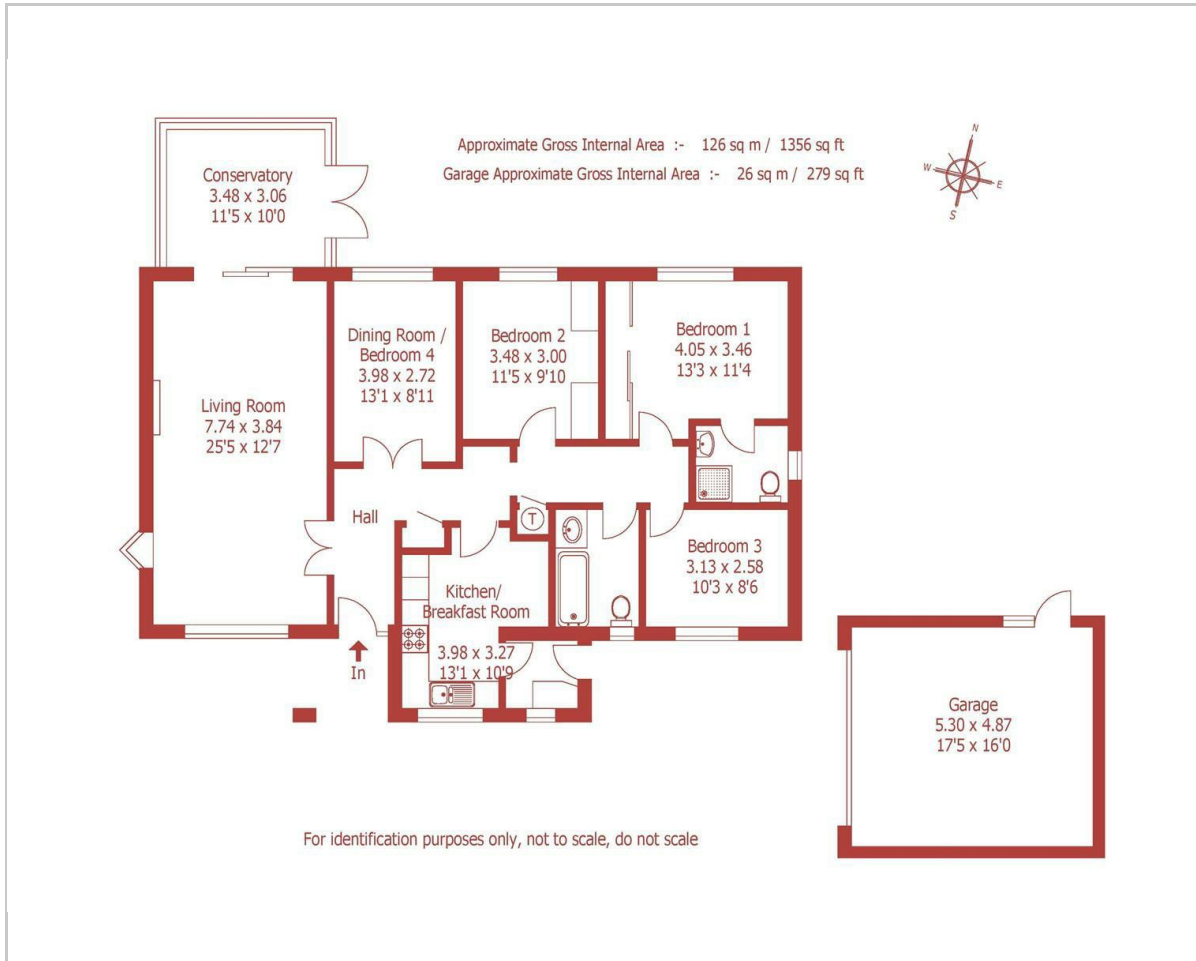 Approximate Gross Internal Area :- 126 sq m / 1356 sq ft
Garage Approximate Gross Internal Area :- 26 sq m / 279 sq ft
N
W
E
S
Conservatory
3.48 x 3.06
11'5 x 10'0
Dining Room /
Bedroom 4
3.98 x 2.72
13'1 x 8'11
Bedroom 2
3.48 x 3.00
11'5 x 9'10
Bedroom 1
4.05 x 3.46
13'3 x 11'4
Living Room
7.74 x 3.84
25'5 x 12'7
Hall
T
Bedroom 3
3.13 x 2.58
10'3 x 8'6
Kitchen/
Breakfast Room
3.98 x 3.27
13'1 x 10'9
In
Garage
5.30 x 4.87
17'5 x 16'0
For identification purposes only, not to scale, do not scale